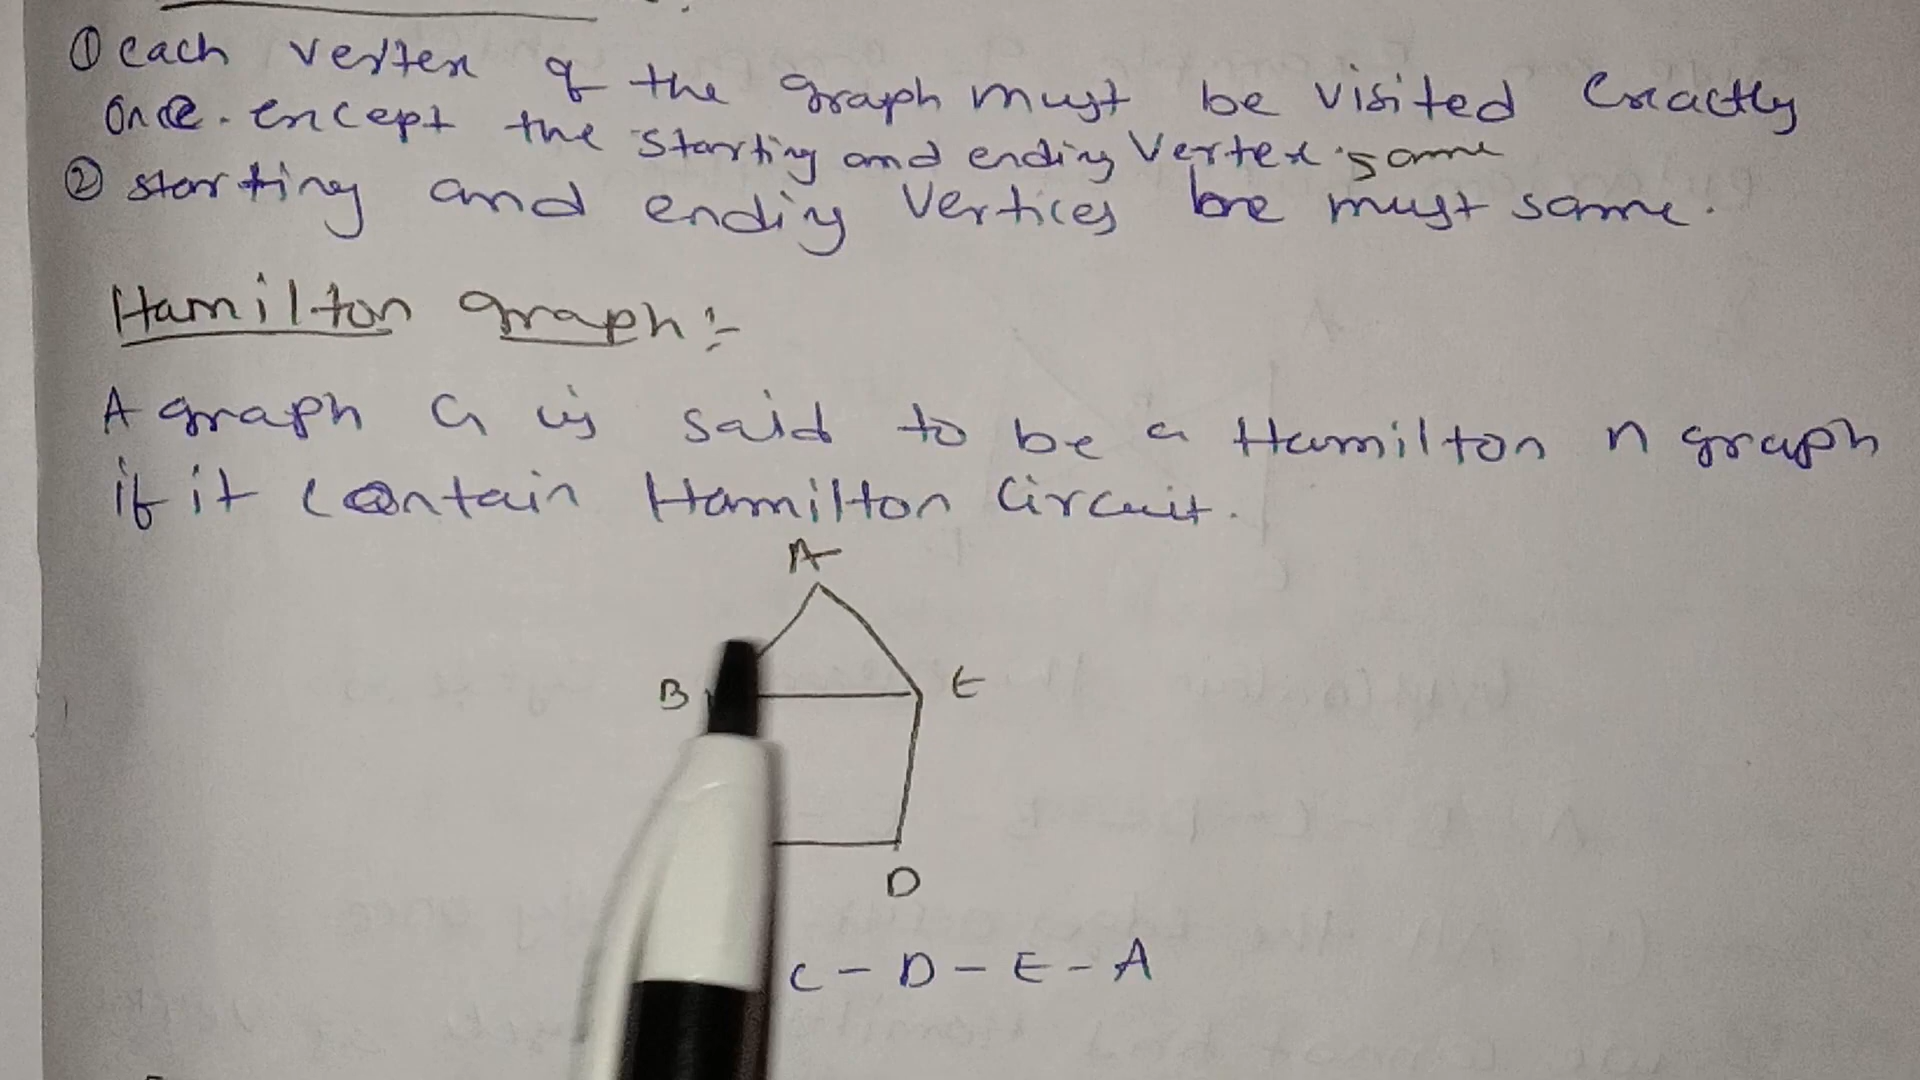 ① each vertex of the graph must be visited exactly
once. except the starting and ending vertex same
② starting and ending vertices be must same.
Hamilton graph:-
A graph G is said to be a Hamilton n graph
if it contain Hamilton circuit.
A
B E
D
C - D - E - A